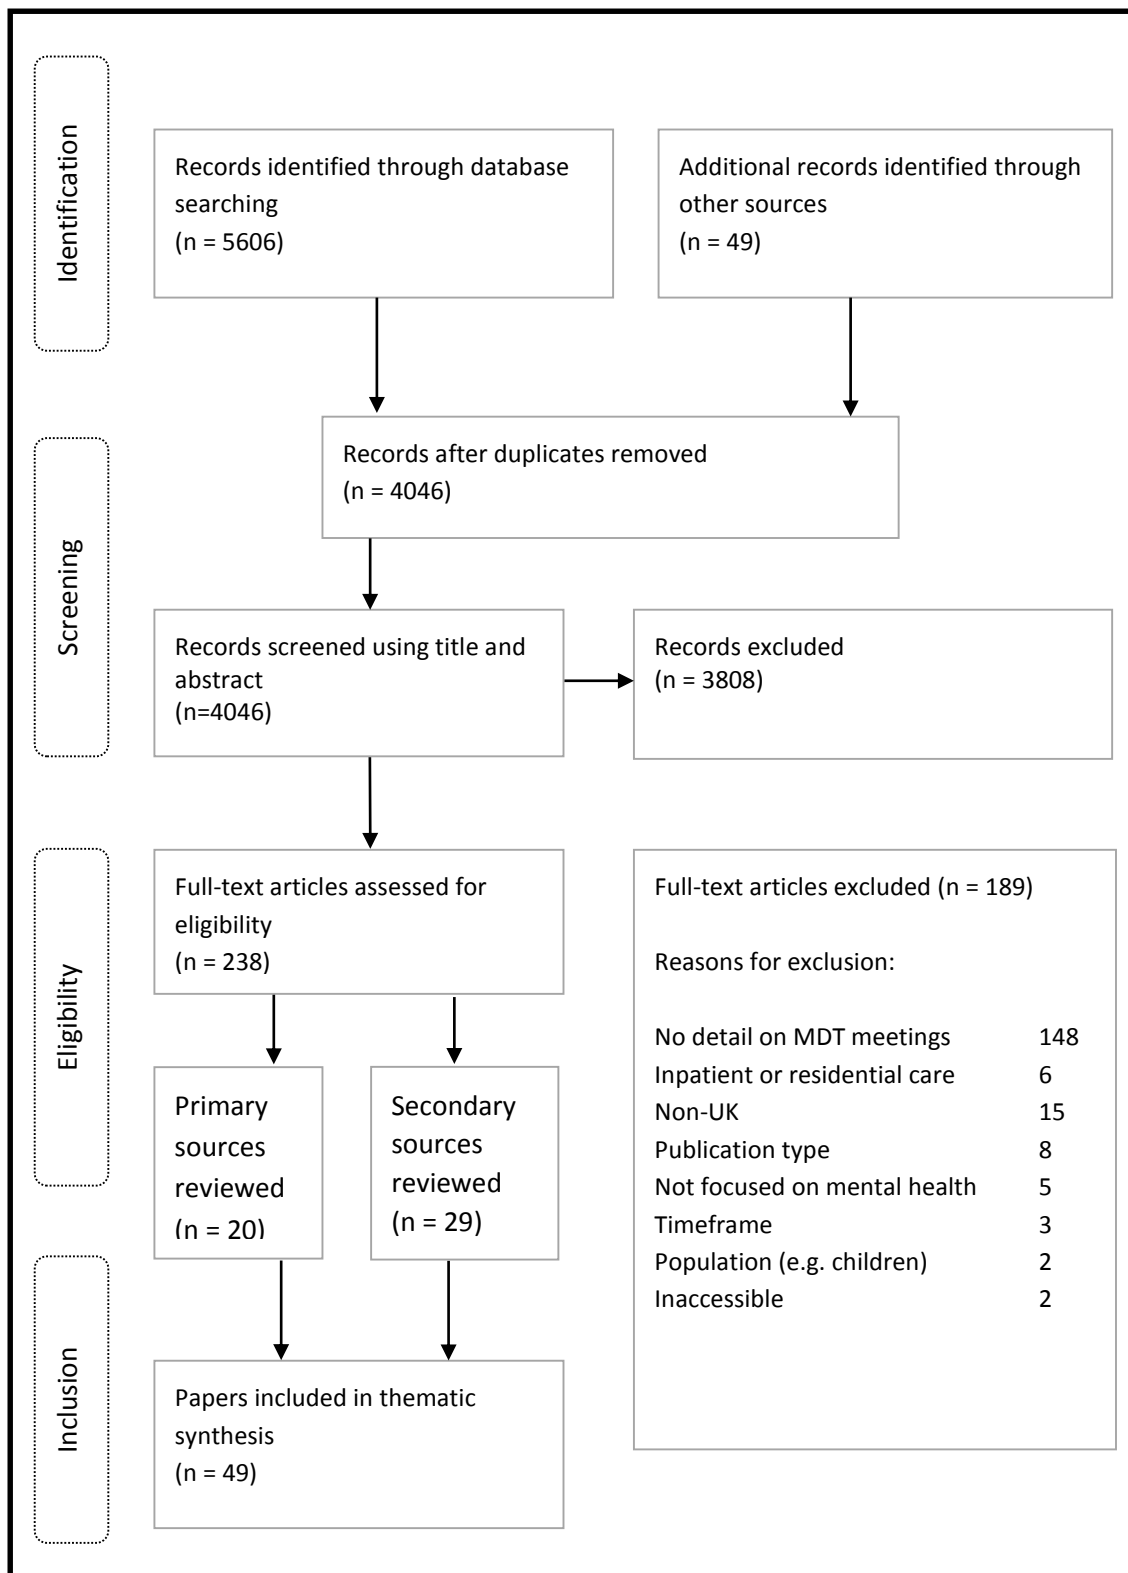 Identification
Records identified through database
searching
(n = 5606)
Additional records identified through
other sources
(n = 49)
Screening
Records after duplicates removed
(n = 4046)
Records screened using title and
abstract
(n=4046)
Records excluded
(n = 3808)
Eligibility
Full-text articles assessed for
eligibility
(n = 238)
Full-text articles excluded (n = 189)
Reasons for exclusion:
No detail on MDT meetings 148
Inpatient or residential care 6
Non-UK 15
Publication type 8
Not focused on mental health 5
Timeframe 3
Population (e.g. children) 2
Inaccessible 2
Primary
sources
reviewed
(n = 20)
Secondary
sources
reviewed
(n = 29)
Inclusion
Papers included in thematic
synthesis
(n = 49)